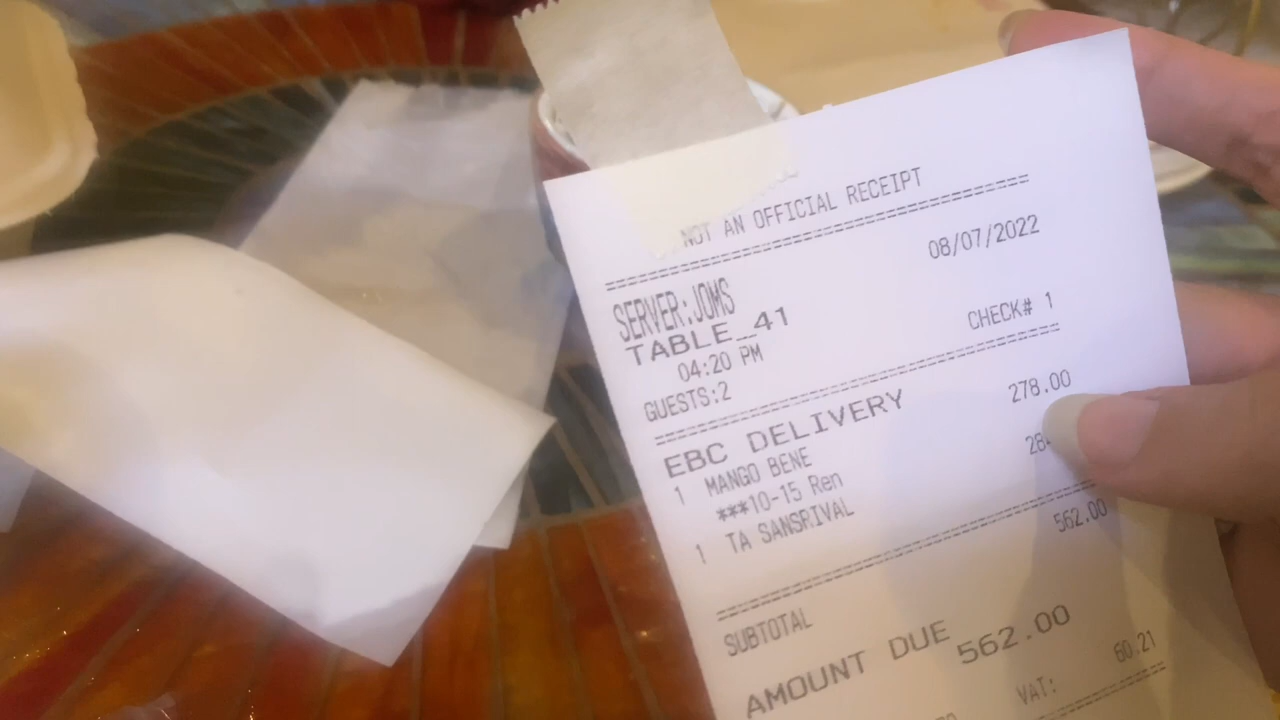 NOT AN OFFICIAL RECEIPT
08/07/2022
SERVER:JOMS
TABLE_41 CHECK# 1
04:20 PM
GUESTS:2
EBC DELIVERY
1 MANGO BENE 278.00
***10-15 Ren
1 TA SANSRIVAL
SUBTOTAL 562.00
AMOUNT DUE 562.00
VAT: 60.21